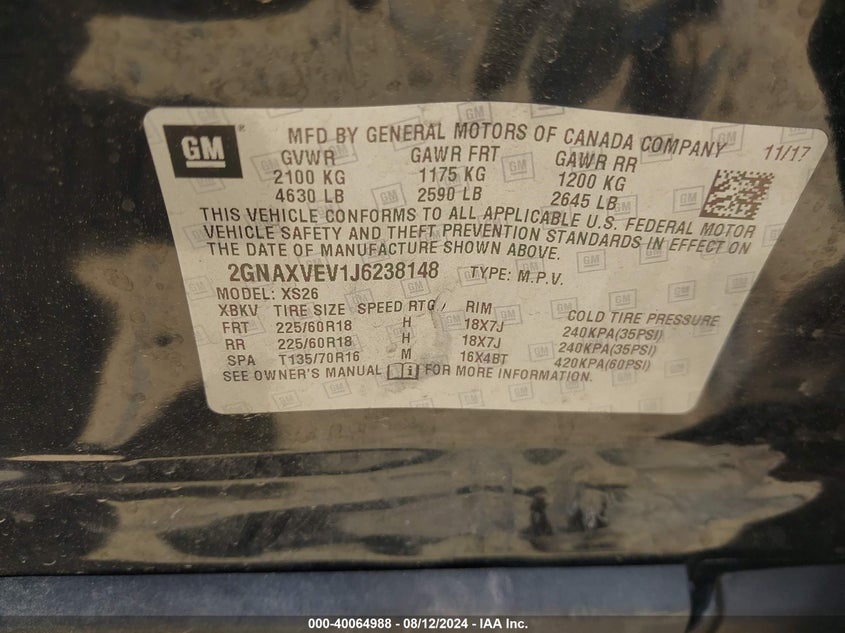 GM
MFD BY GENERAL MOTORS OF CANADA COMPANY
11/17
GVWR GAWR FRT GAWR RR
2100 KG 1175 KG 1200 KG
4630 LB 2590 LB 2645 LB
THIS VEHICLE CONFORMS TO ALL APPLICABLE U.S. FEDERAL MOTOR
VEHICLE SAFETY AND THEFT PREVENTION STANDARDS IN EFFECT ON
THE DATE OF MANUFACTURE SHOWN ABOVE.
2GNAXVEV1J6238148 TYPE: M.P.V.
MODEL: XS26
XBKV TIRE SIZE SPEED RTG / RIM COLD TIRE PRESSURE
FRT 225/60R18 H 18X7J 240KPA(35PSI)
RR 225/60R18 H 18X7J 240KPA(35PSI)
SPA T135/70R16 M 16X4BT 420KPA(60PSI)
SEE OWNER'S MANUAL FOR MORE INFORMATION.
000-40064988 - 08/12/2024 - IAA Inc.